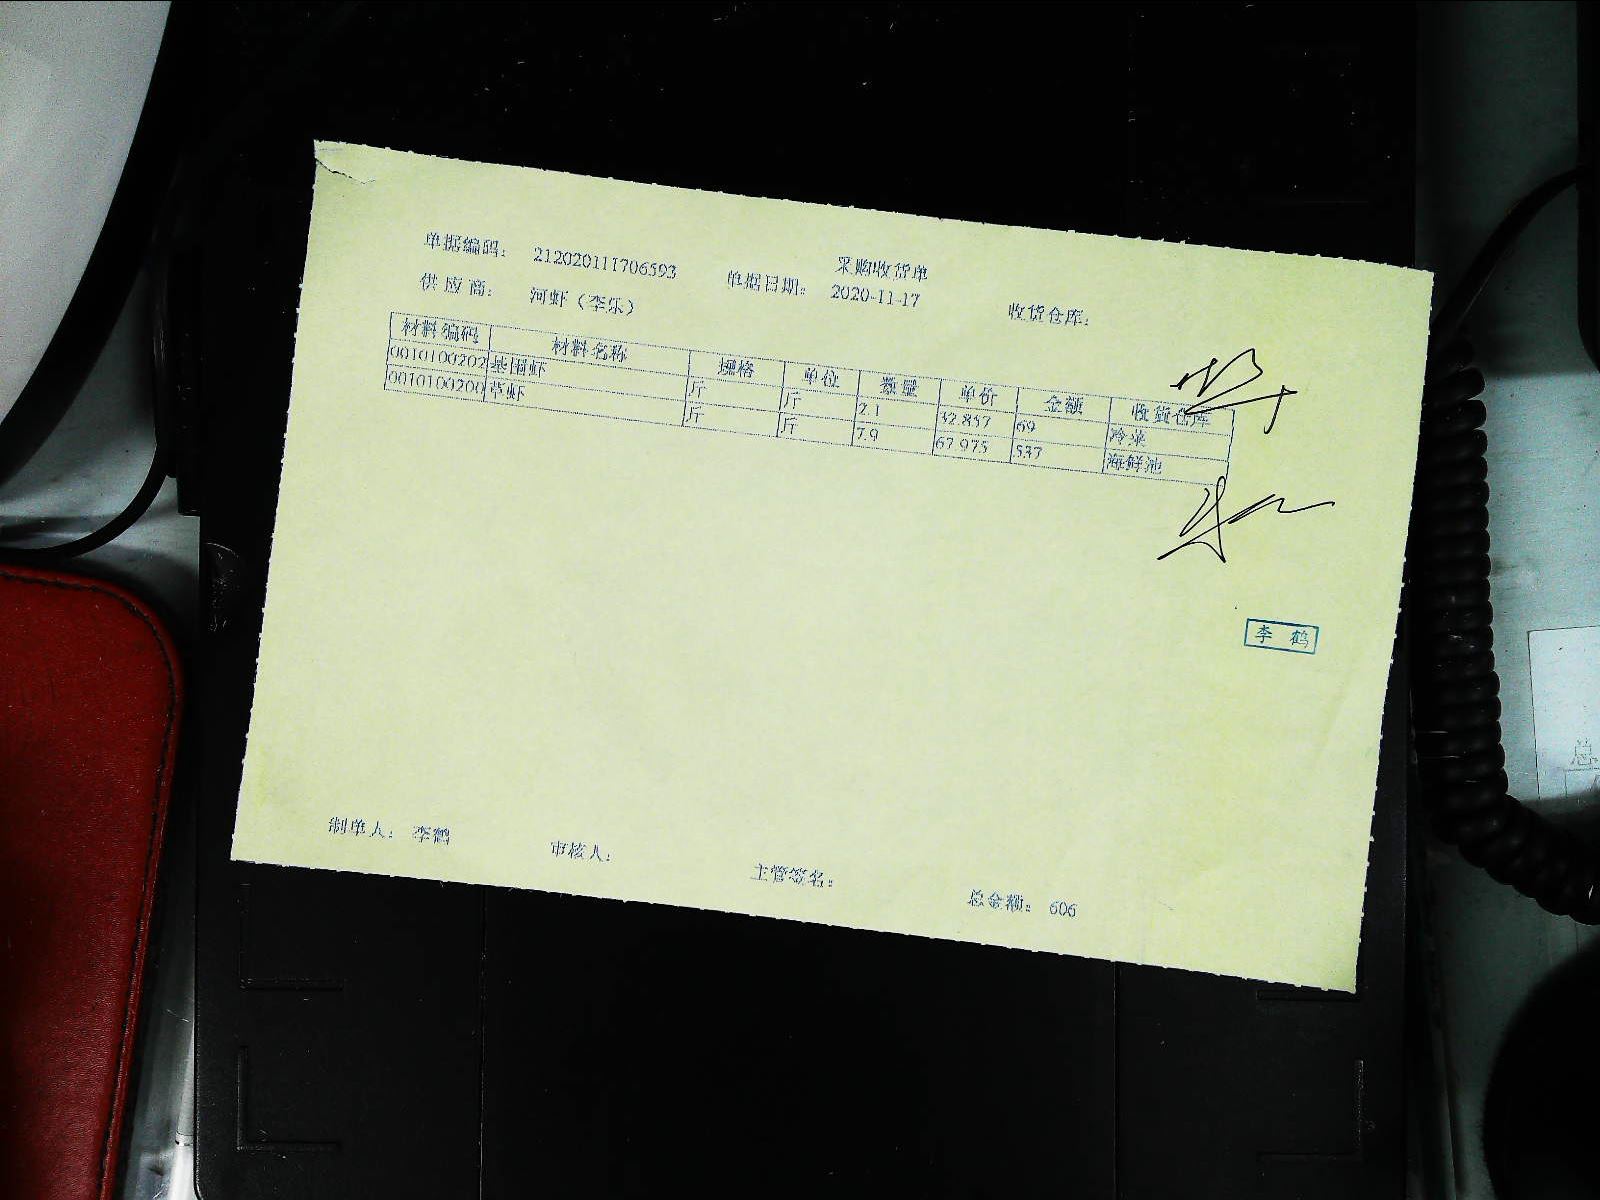 采购收货单
单据编码： 212020111706593 单据日期： 2020-11-17 收货仓库：
供应商： 河虾（李乐）
材料编码 材料名称 规格 单位 数量 单价 金额 收货仓库
0010100202 基围虾 斤 斤 2.1 32.857 69 冷菜
0010100200 草虾 斤 斤 7.9 67.975 537 海鲜池
李鹤
制单人： 李鹤 审核人： 主管签名： 总金额： 606
总